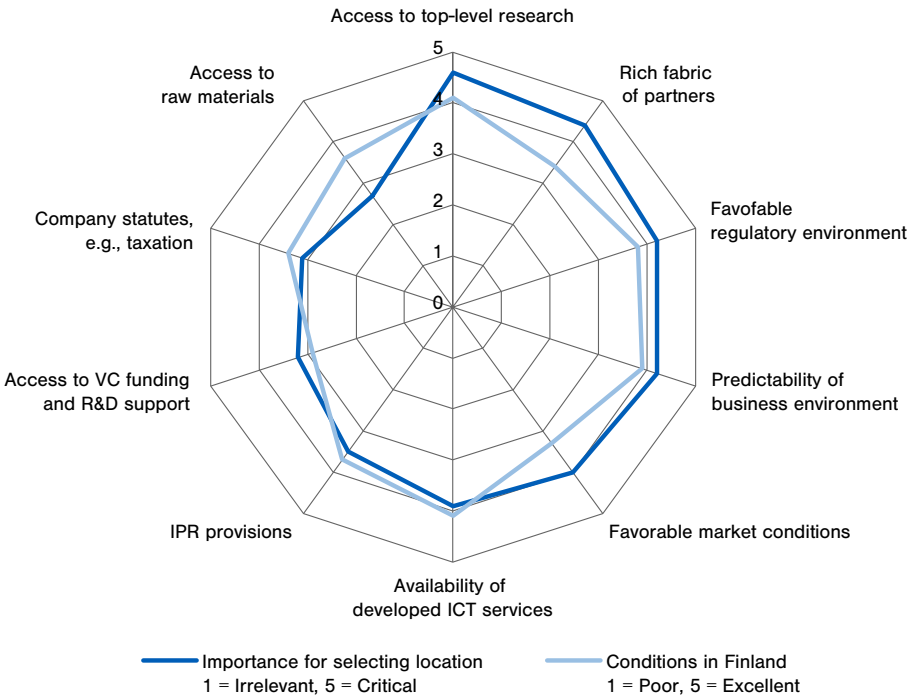 Access to top-level research
5
Access to
raw materials
Rich fabric
of partners
4
3
Company statutes,
e.g., taxation
2
Favofable
regulatory environment
1
0
Access to VC funding
and R&D support
Predictability of
business environment
IPR provisions
Favorable market conditions
Availability of
developed ICT services
Importance for selecting location
1 = Irrelevant, 5 = Critical
Conditions in Finland
1 = Poor, 5 = Excellent